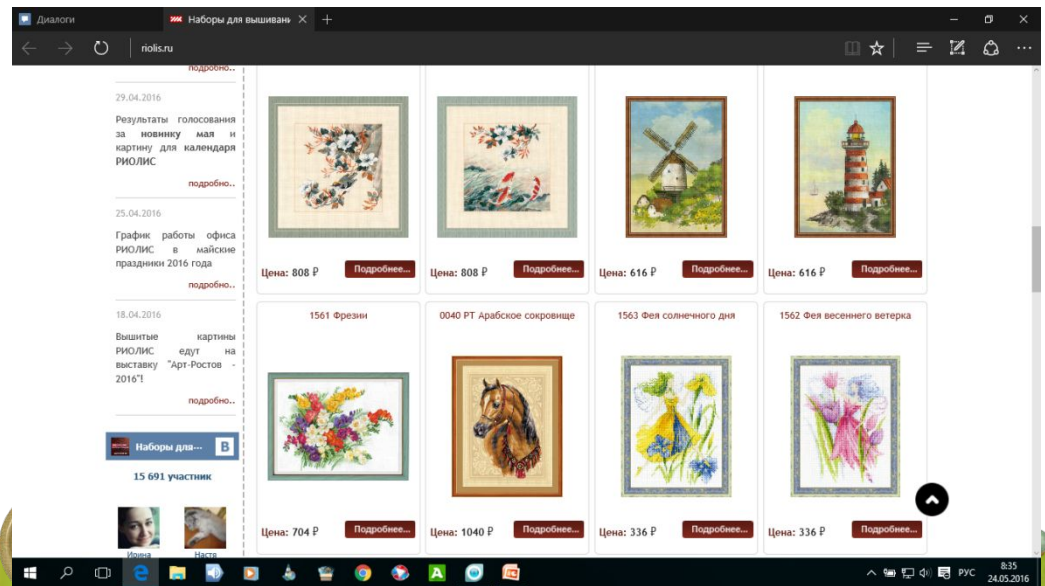 Диалоги
Наборы для вышивани
riolis.ru
подробно..
29.04.2016
Результаты голосования
за новинку мая и
картину для календаря
РИОЛИС
подробно..
25.04.2016
График работы офиса
РИОЛИС в майские
праздники 2016 года
подробно..
18.04.2016
Вышитые картины
РИОЛИС едут на
выставку "Арт-Ростов -
2016"!
подробно..
Наборы для... B
15 691 участник
Ирина Настя
Цена: 808 ₽ Подробнее...
Цена: 808 ₽ Подробнее...
Цена: 616 ₽ Подробнее...
Цена: 616 ₽ Подробнее...
1561 Фрезии
0040 РТ Арабское сокровище
1563 Фея солнечного дня
1562 Фея весеннего ветерка
Цена: 704 ₽ Подробнее...
Цена: 1040 ₽ Подробнее...
Цена: 336 ₽ Подробнее...
Цена: 336 ₽ Подробнее...
РУС
8:35
24.05.2016